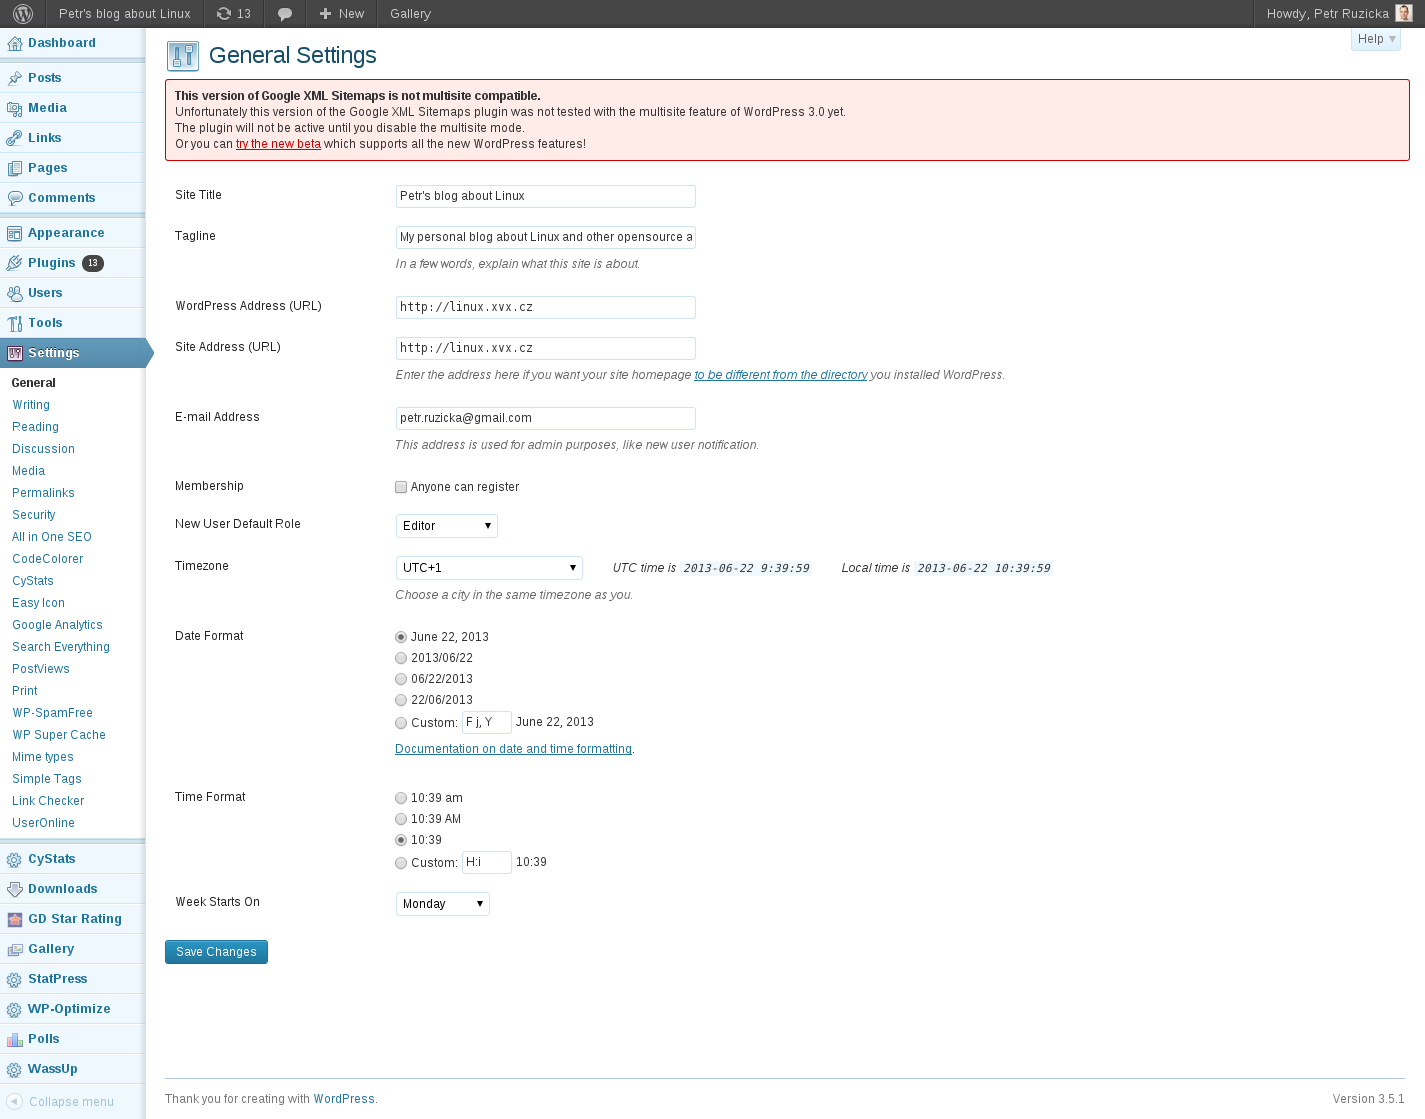 Petr's blog about Linux 13 New Gallery Howdy, Petr Ruzicka
Help
Dashboard
Posts
Media
Links
Pages
Comments
Appearance
Plugins 13
Users
Tools
Settings
General
Writing
Reading
Discussion
Media
Permalinks
Security
All in One SEO
CodeColorer
CyStats
Easy Icon
Google Analytics
Search Everything
PostViews
Print
WP-SpamFree
WP Super Cache
Mime types
Simple Tags
Link Checker
UserOnline
CyStats
Downloads
GD Star Rating
Gallery
StatPress
WP-Optimize
Polls
WassUp
Collapse menu
General Settings
This version of Google XML Sitemaps is not multisite compatible.
Unfortunately this version of the Google XML Sitemaps plugin was not tested with the multisite feature of WordPress 3.0 yet.
The plugin will not be active until you disable the multisite mode.
Or you can try the new beta which supports all the new WordPress features!
Site Title Petr's blog about Linux
Tagline My personal blog about Linux and other opensource a
In a few words, explain what this site is about.
WordPress Address (URL) http://linux.xvx.cz
Site Address (URL) http://linux.xvx.cz
Enter the address here if you want your site homepage to be different from the directory you installed WordPress.
E-mail Address petr.ruzicka@gmail.com
This address is used for admin purposes, like new user notification.
Membership Anyone can register
New User Default Role Editor
Timezone UTC+1 UTC time is 2013-06-22 9:39:59 Local time is 2013-06-22 10:39:59
Choose a city in the same timezone as you.
Date Format June 22, 2013
2013/06/22
06/22/2013
22/06/2013
Custom: F j, Y June 22, 2013
Documentation on date and time formatting.
Time Format 10:39 am
10:39 AM
10:39
Custom: H:i 10:39
Week Starts On Monday
Save Changes
Thank you for creating with WordPress. Version 3.5.1